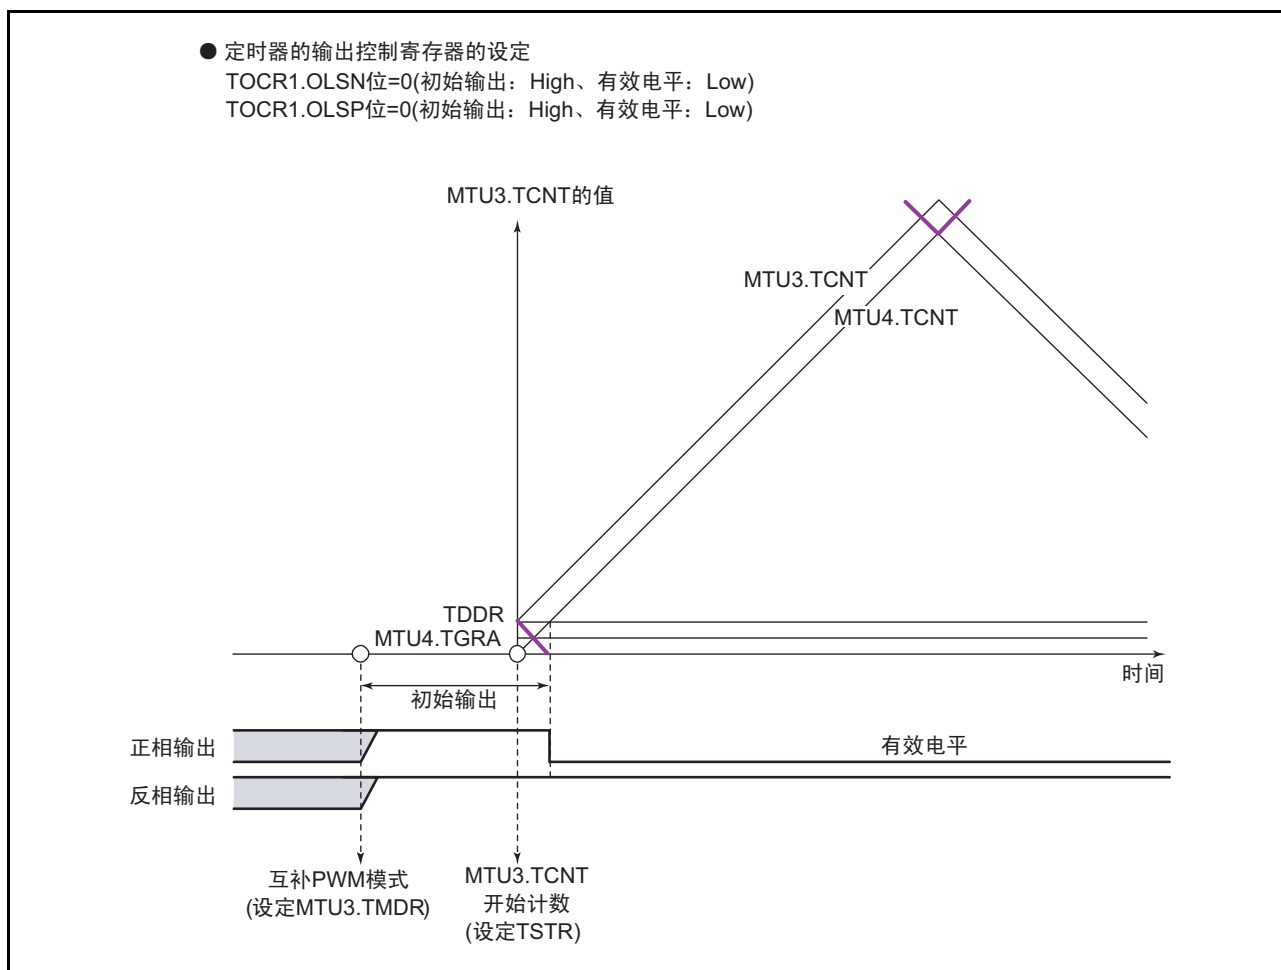 ● 定时器的输出控制寄存器的设定
TOCR1.OLSN位=0(初始输出：High、有效电平：Low)
TOCR1.OLSP位=0(初始输出：High、有效电平：Low)
MTU3.TCNT的值
MTU3.TCNT
MTU4.TCNT
TDDR
MTU4.TGRA
时间
初始输出
正相输出
有效电平
反相输出
互补PWM模式
(设定MTU3.TMDR)
MTU3.TCNT
开始计数
(设定TSTR)